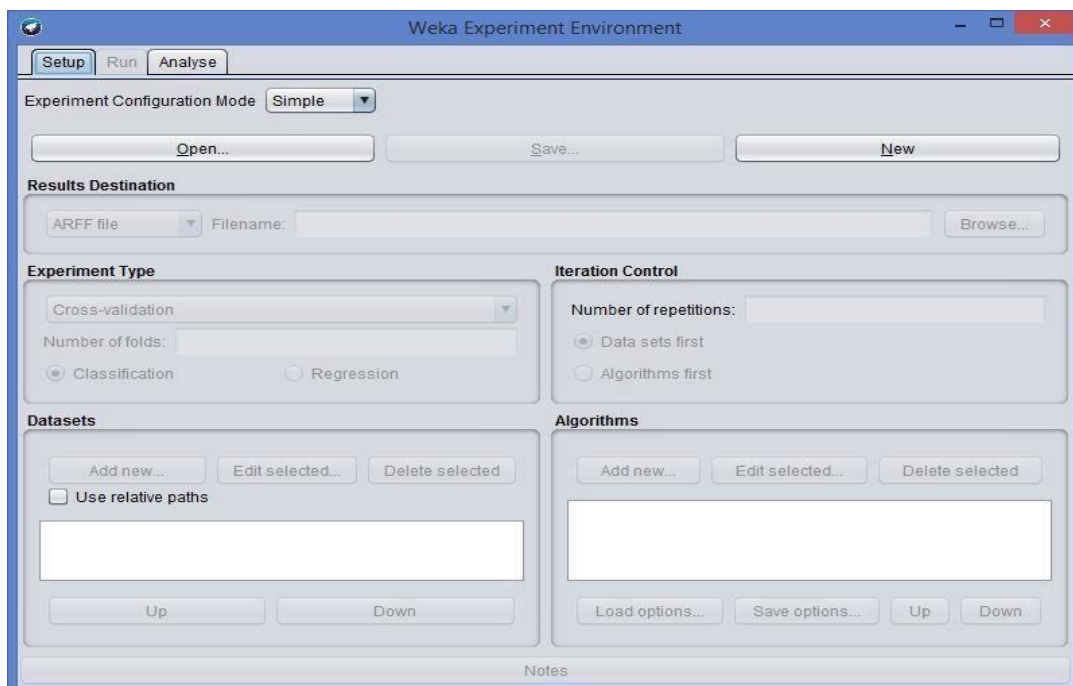 Weka Experiment Environment
Setup Run Analyse
Experiment Configuration Mode Simple
Open... Save... New
Results Destination
ARFF file Filename: Browse...
Experiment Type
Cross-validation
Number of folds:
Classification Regression
Iteration Control
Number of repetitions:
Data sets first
Algorithms first
Datasets
Add new... Edit selected... Delete selected
Use relative paths
Up Down
Algorithms
Add new... Edit selected... Delete selected
Load options... Save options... Up Down
Notes